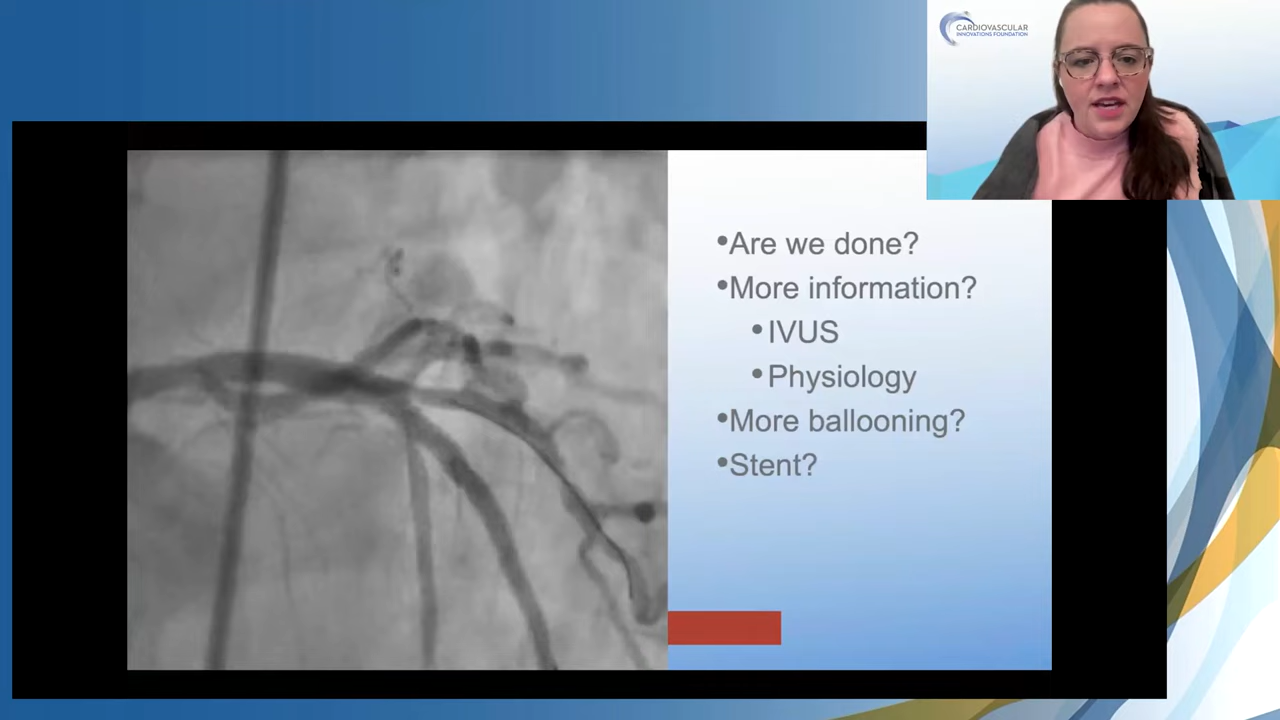 CARDIOVASCULAR
INNOVATIONS FOUNDATION
•Are we done?
•More information?
•IVUS
•Physiology
•More ballooning?
•Stent?